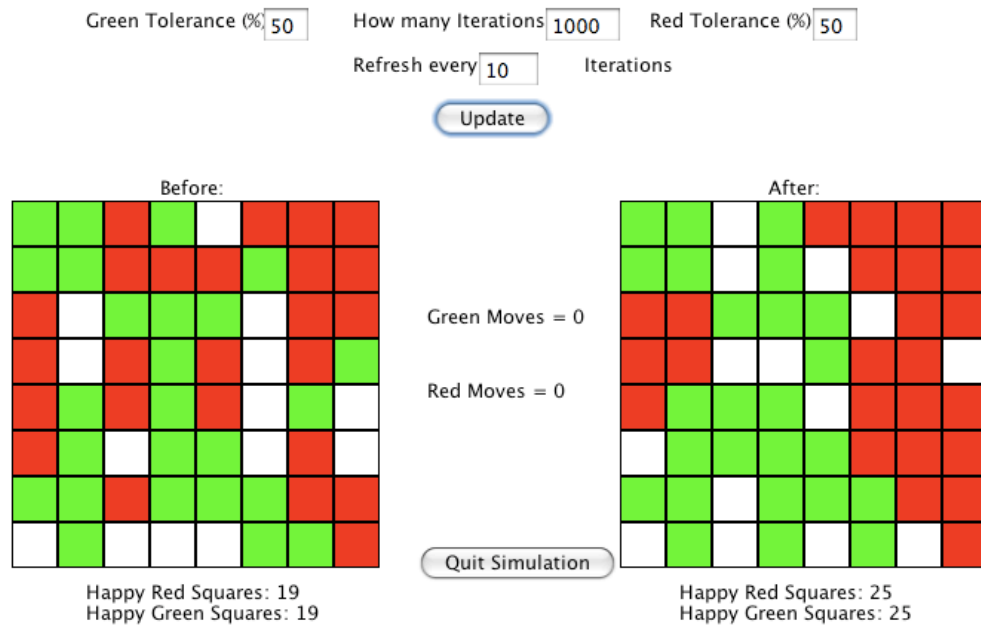 Green Tolerance (%) 50 How many Iterations 1000 Red Tolerance (%) 50
Refresh every 10 Iterations
Update
Before:
After:
Green Moves = 0
Red Moves = 0
Quit Simulation
Happy Red Squares: 19
Happy Green Squares: 19
Happy Red Squares: 25
Happy Green Squares: 25